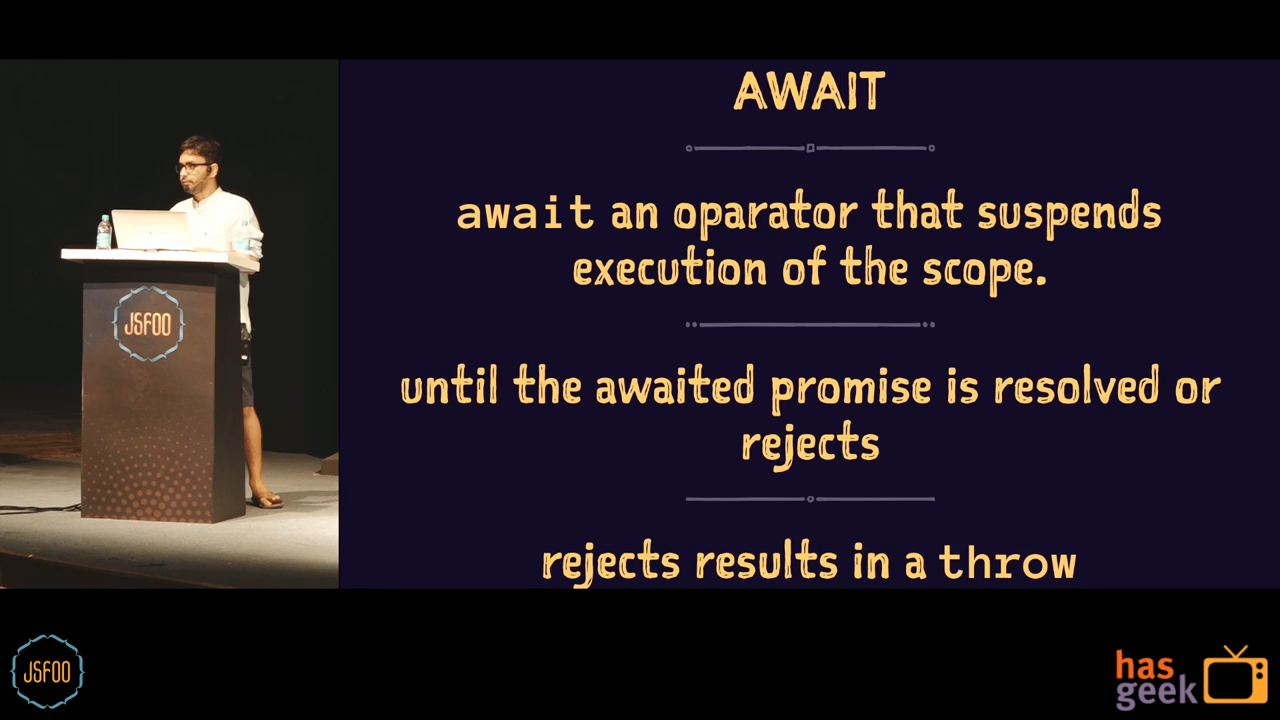 AWAIT
await an oparator that suspends
execution of the scope.
until the awaited promise is resolved or
rejects
rejects results in a throw
JSFOO
JSFOO
has
geek